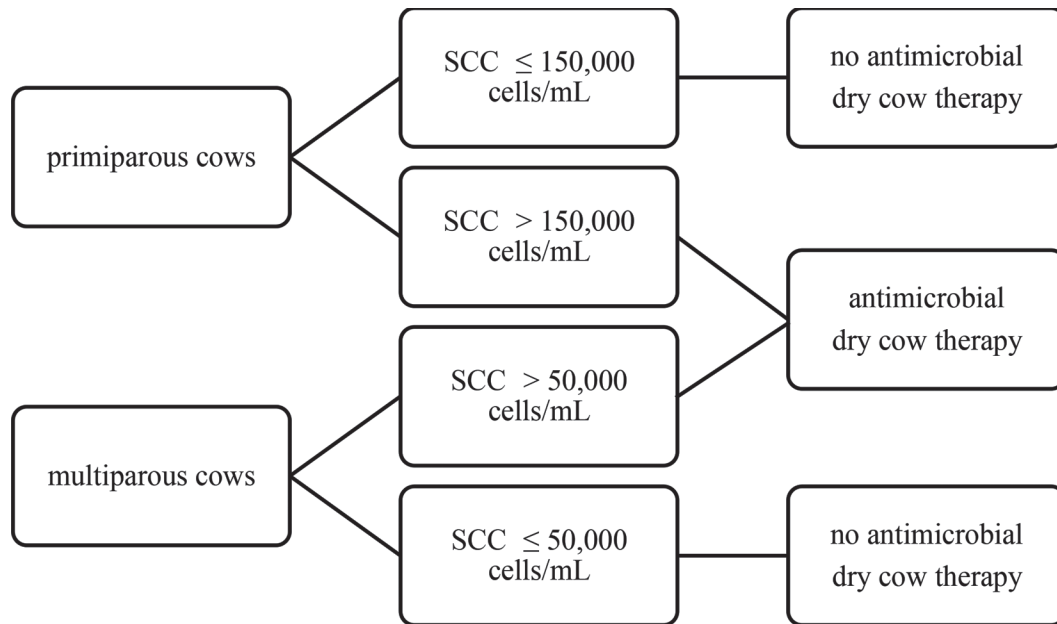 primiparous cows
SCC ≤ 150,000
cells/mL
no antimicrobial
dry cow therapy
SCC > 150,000
cells/mL
antimicrobial
dry cow therapy
multiparous cows
SCC > 50,000
cells/mL
SCC ≤ 50,000
cells/mL
no antimicrobial
dry cow therapy